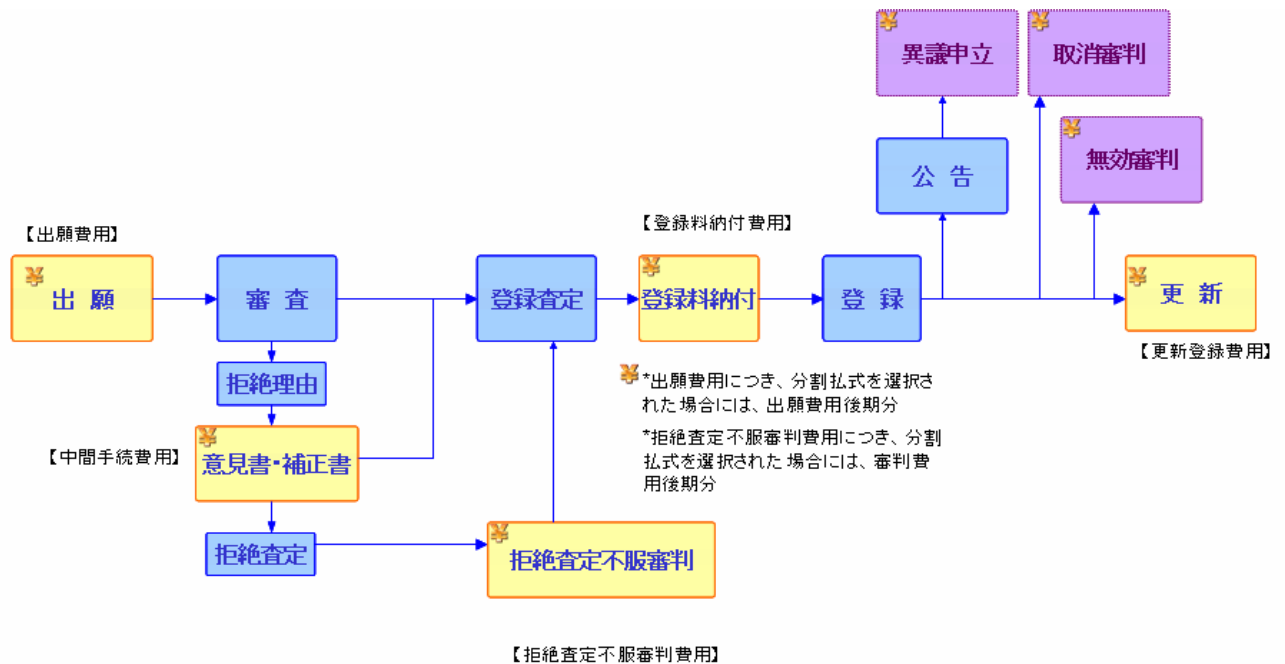 異議申立
取消審判
無効審判
公 告
【出願費用】
【登録料納付費用】
出 願
審 査
登録査定
登録料納付
登 録
更 新
【更新登録費用】
拒絶理由
*出願費用につき、分割払式を選択さ
れた場合には、出願費用後期分
*拒絶査定不服審判費用につき、分割
払式を選択された場合には、審判費
用後期分
【中間手続費用】
意見書・補正書
拒絶査定
拒絶査定不服審判
【拒絶査定不服審判費用】